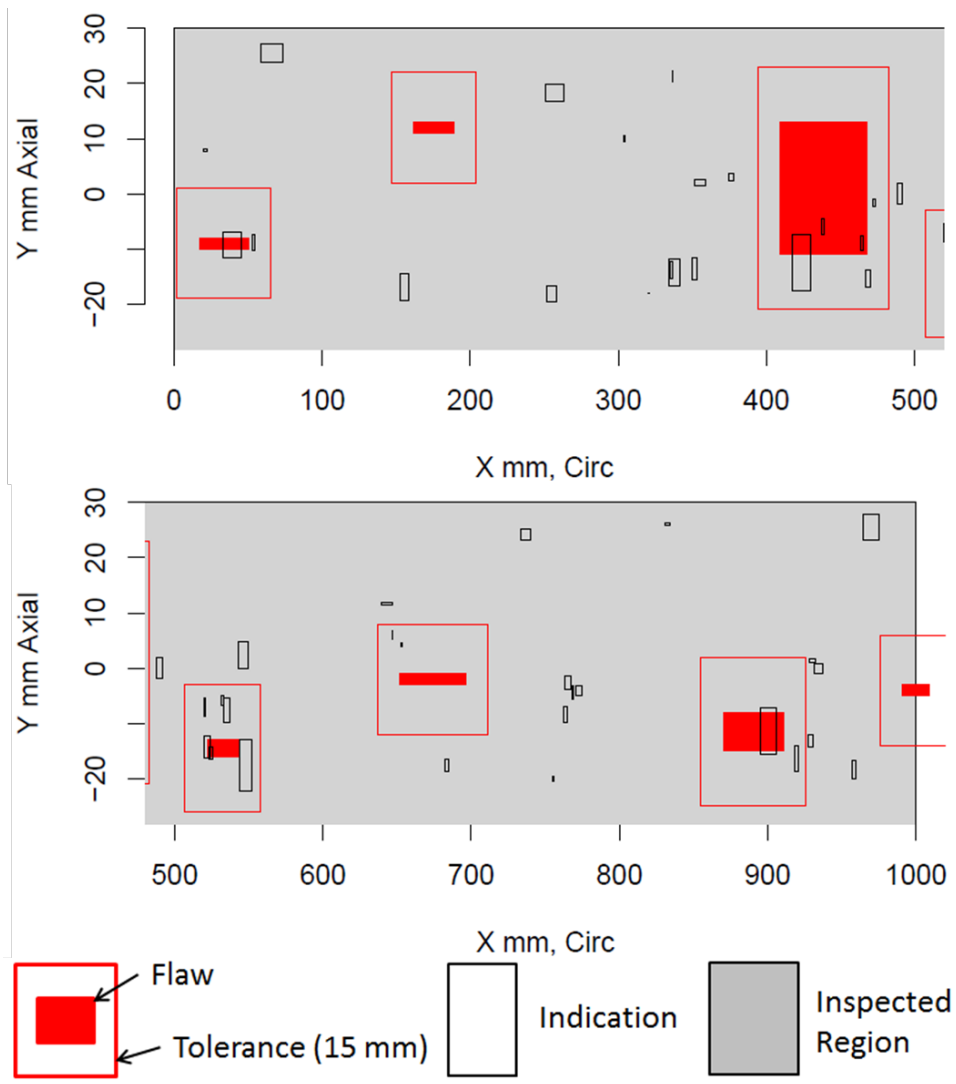 30
20
10
0
−20
Y mm Axial
0 100 200 300 400 500
X mm, Circ
30
20
10
0
−20
Y mm Axial
500 600 700 800 900 1000
X mm, Circ
Flaw
Tolerance (15 mm)
Indication
Inspected
Region